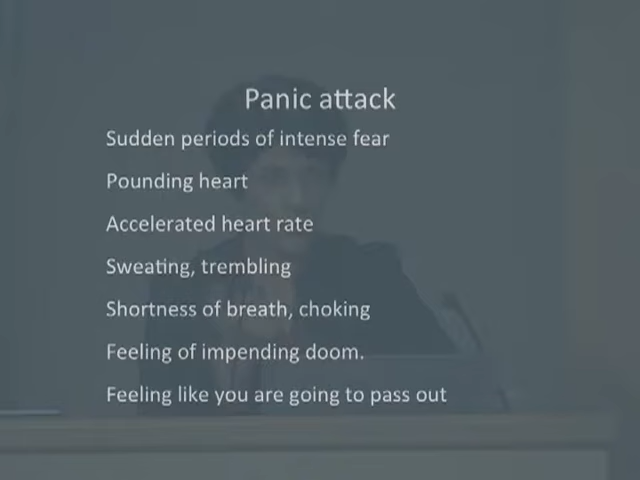 Panic attack
Sudden periods of intense fear
Pounding heart
Accelerated heart rate
Sweating, trembling
Shortness of breath, choking
Feeling of impending doom.
Feeling like you are going to pass out